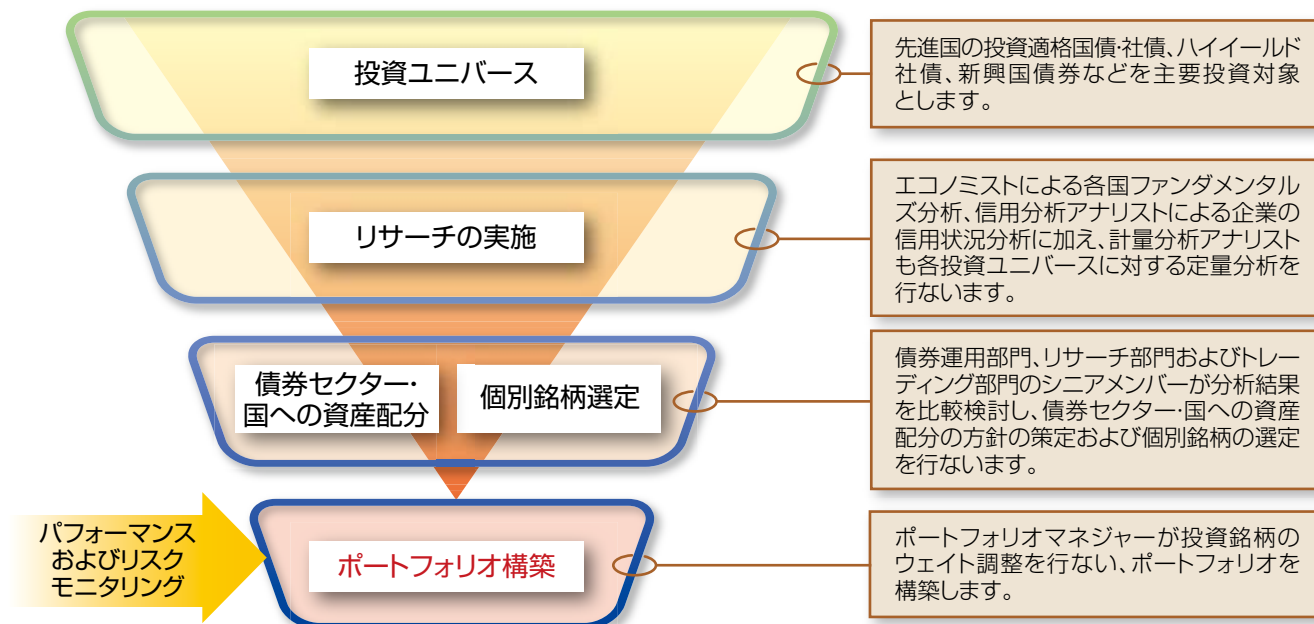 投資ユニバース
先進国の投資適格国債・社債、ハイイールド
社債、新興国債券などを主要投資対象
とします。
リサーチの実施
エコノミストによる各国ファンダメンタル
ズ分析、信用分析アナリストによる企業の
信用状況分析に加え、計量分析アナリスト
も各投資ユニバースに対する定量分析を
行ないます。
債券セクター・
国への資産配分
個別銘柄選定
債券運用部門、リサーチ部門およびトレー
ディング部門のシニアメンバーが分析結果
を比較検討し、債券セクター・国への資産
配分の方針の策定および個別銘柄の選定
を行ないます。
パフォーマンス
およびリスク
モニタリング
ポートフォリオ構築
ポートフォリオマネジャーが投資銘柄の
ウェイト調整を行ない、ポートフォリオを
構築します。